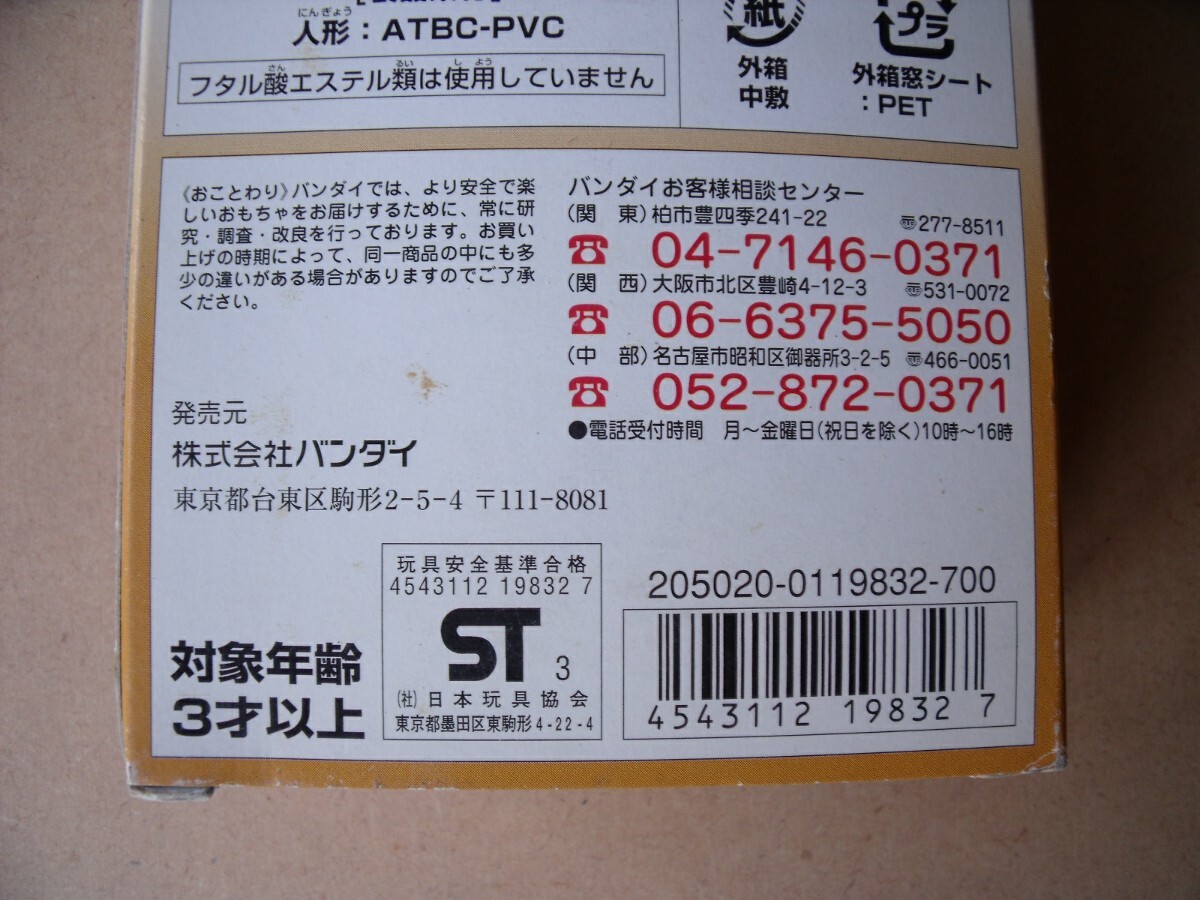 人形：ATBC-PVC
にんぎょう
フタル酸エステル類は使用していません
さん
るい
しよう
紙
外箱
中敷
プラ
外箱窓シート
：PET
《おことわり》バンダイでは、より安全で楽
しいおもちゃをお届けするために、常に研
究・調査・改良を行っております。お買い
上げの時期によって、同一商品の中にも多
少の違いがある場合がありますのでご了承
ください。
発売元
株式会社バンダイ
東京都台東区駒形2-5-4 〒111-8081
バンダイお客様相談センター
(関　東)柏市豊四季241-22 〠277-8511
☎ 04-7146-0371
(関　西)大阪市北区豊崎4-12-3 〠531-0072
☎ 06-6375-5050
(中　部)名古屋市昭和区御器所3-2-5 〠466-0051
☎ 052-872-0371
●電話受付時間　月〜金曜日(祝日を除く)10時〜16時
対象年齢
3才以上
玩具安全基準合格
4543112 19832 7
ST 3
(社)日本玩具協会
東京都墨田区東駒形4-22-4
205020-0119832-700
4543112 19832 7